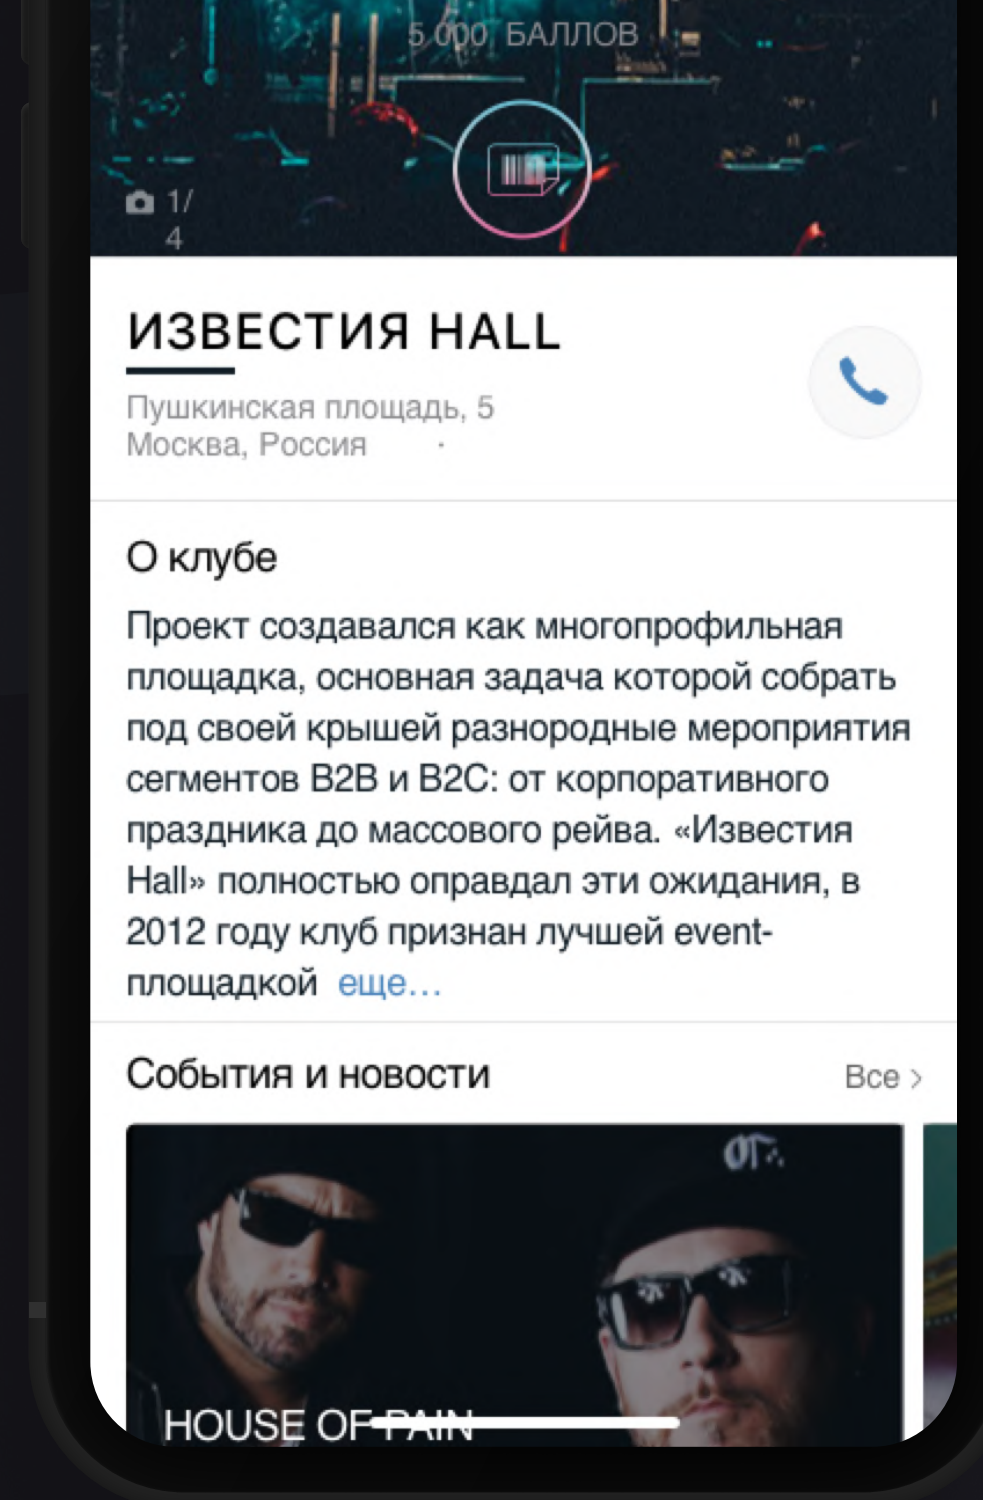 5 000 БАЛЛОВ
1/
4
ИЗВЕСТИЯ HALL
Пушкинская площадь, 5
Москва, Россия
О клубе
Проект создавался как многопрофильная
площадка, основная задача которой собрать
под своей крышей разнородные мероприятия
сегментов B2B и B2C: от корпоративного
праздника до массового рейва. «Известия
Hall» полностью оправдал эти ожидания, в
2012 году клуб признан лучшей event-
площадкой еще...
События и новости
Все >
HOUSE OF PAIN